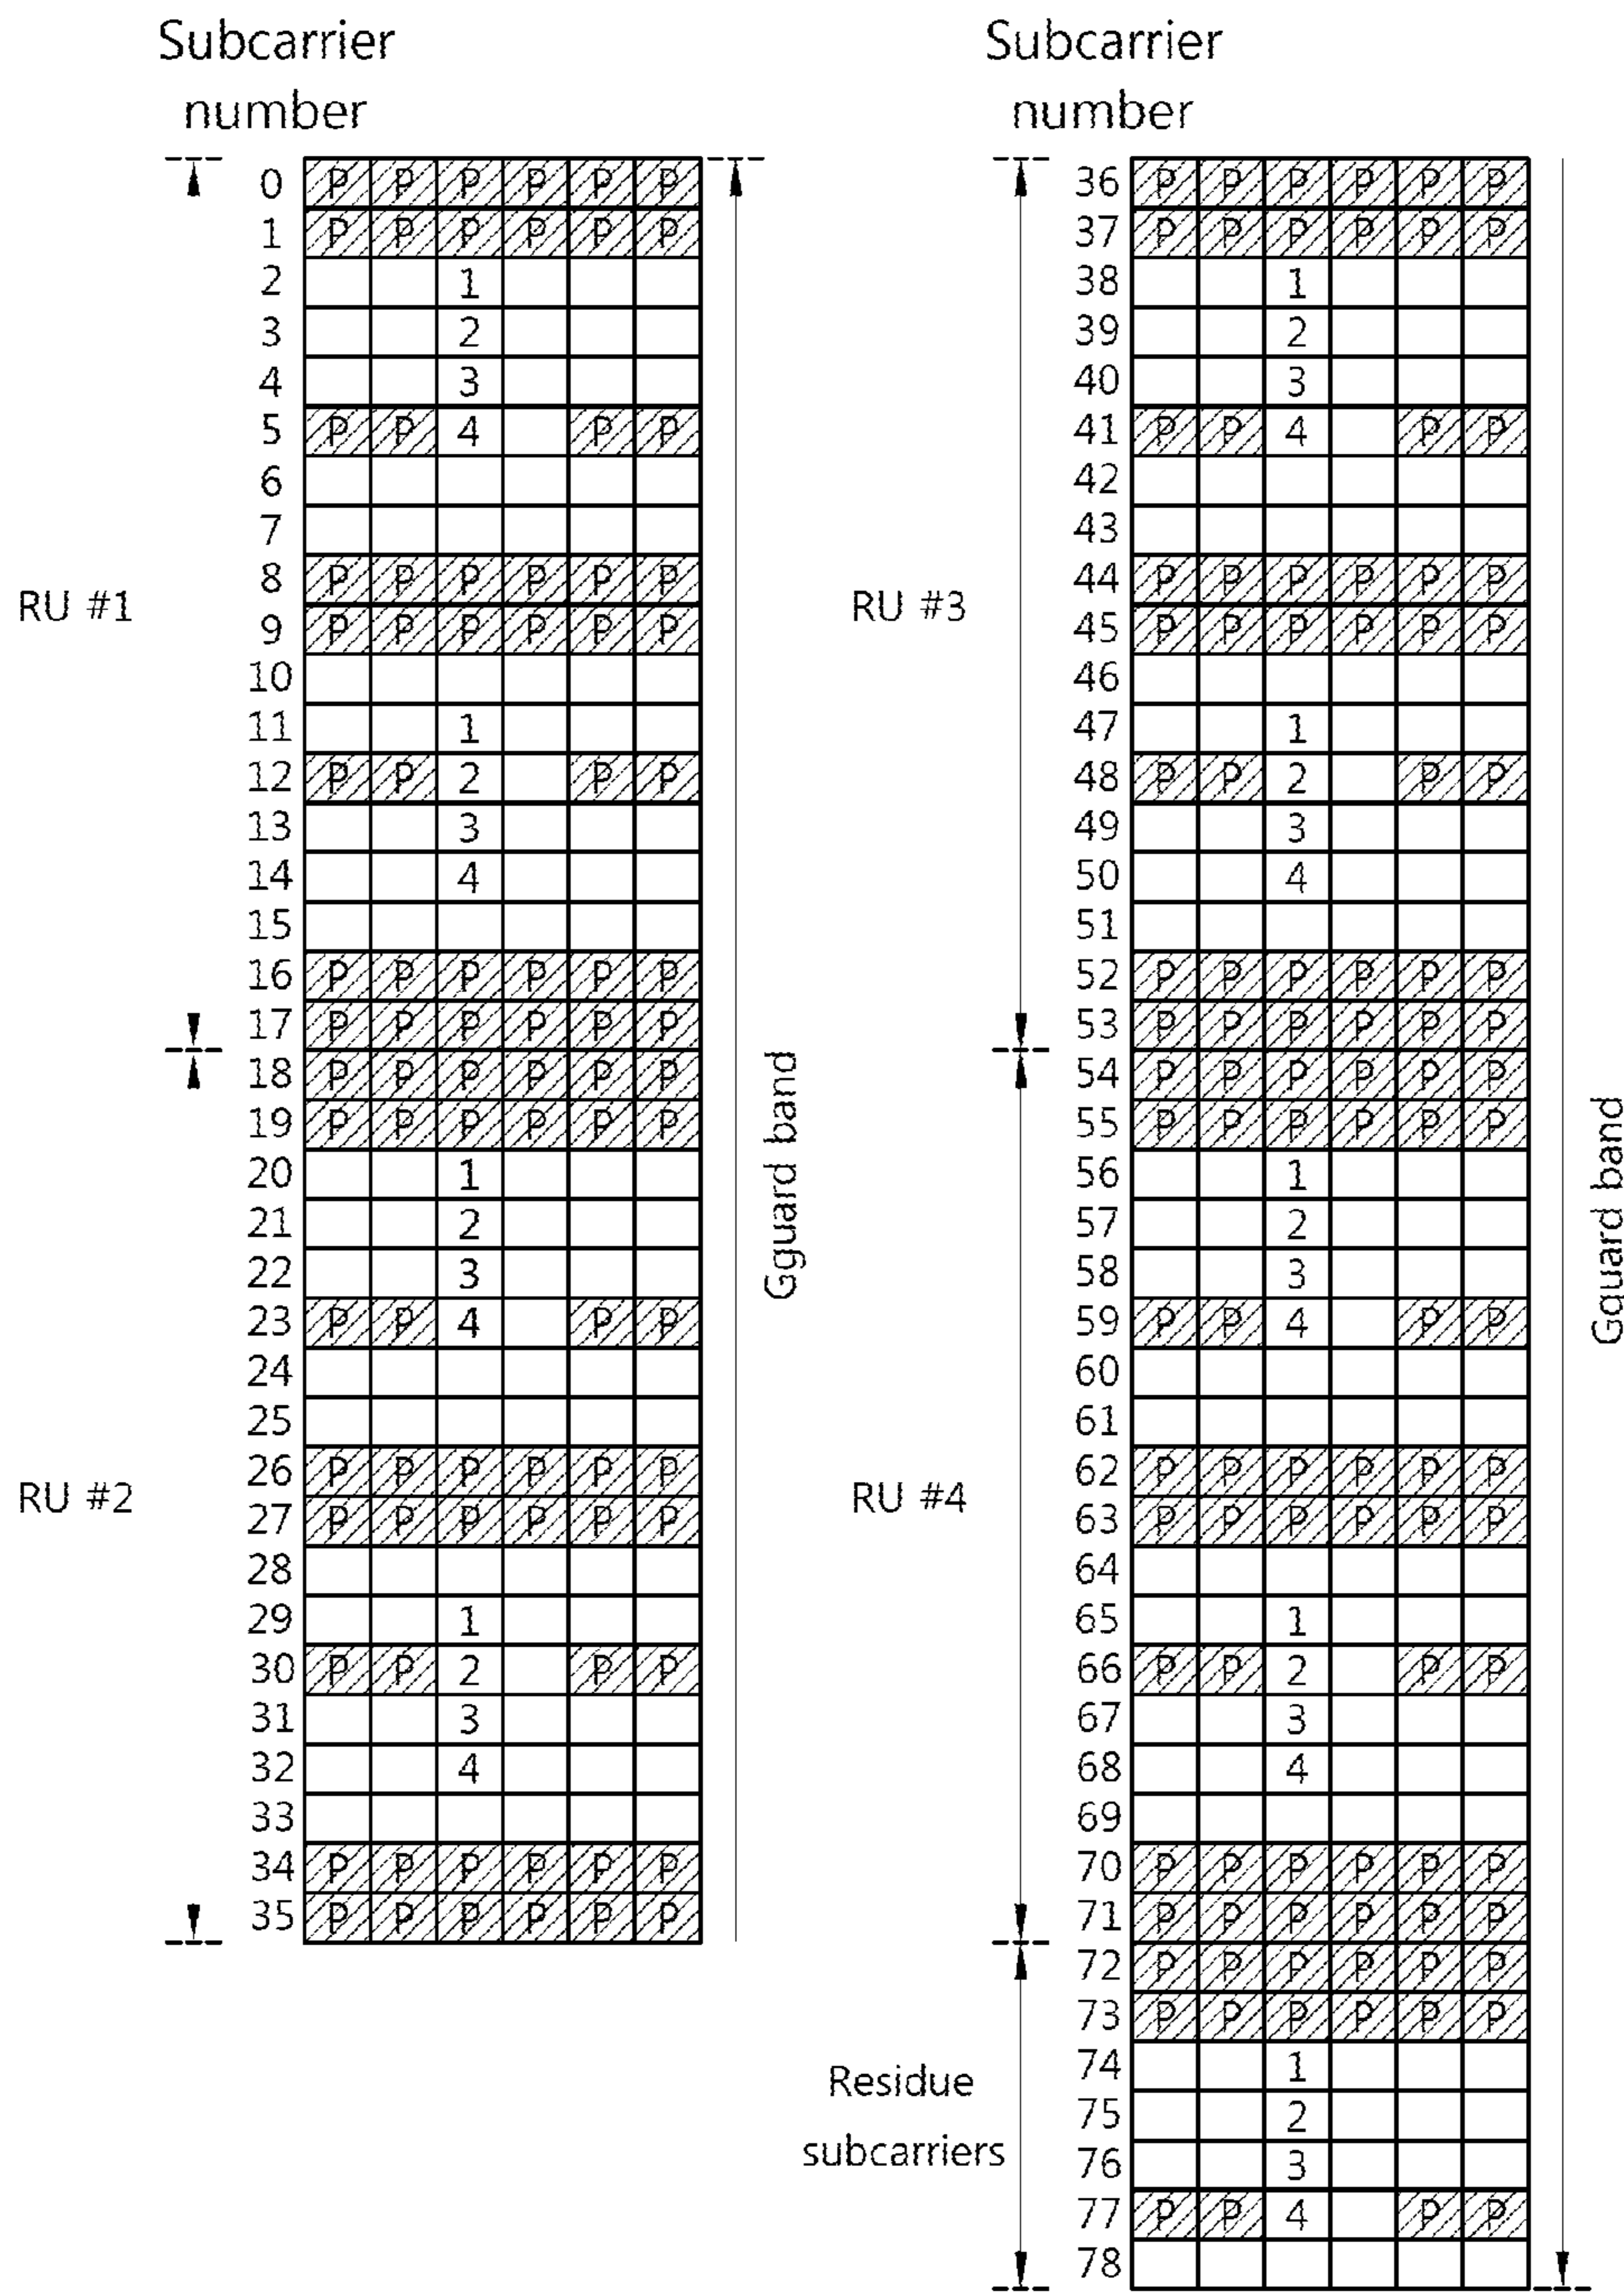 Subcarrier
number
0 P P P P P P
1 P P P P P P
2 1
3 2
4 3
5 P P 4 P P
6
7
8 P P P P P P
RU #1
9 P P P P P P
10
11 1
12 P P 2 P P
13 3
14 4
15
16 P P P P P P
17 P P P P P P
18 P P P P P P
19 P P P P P P
20 1
21 2
22 3
23 P P 4 P P
24
25
26 P P P P P P
RU #2
27 P P P P P P
28
29 1
30 P P 2 P P
31 3
32 4
33
34 P P P P P P
35 P P P P P P
Gguard band
Subcarrier
number
36 P P P P P P
37 P P P P P P
38 1
39 2
40 3
41 P P 4 P P
42
43
44 P P P P P P
RU #3
45 P P P P P P
46
47 1
48 P P 2 P P
49 3
50 4
51
52 P P P P P P
53 P P P P P P
54 P P P P P P
55 P P P P P P
56 1
57 2
58 3
59 P P 4 P P
60
61
62 P P P P P P
RU #4
63 P P P P P P
64
65 1
66 P P 2 P P
67 3
68 4
69
70 P P P P P P
71 P P P P P P
72 P P P P P P
73 P P P P P P
74 1
Residue
75 2
subcarriers
76 3
77 P P 4 P P
78
Gguard band